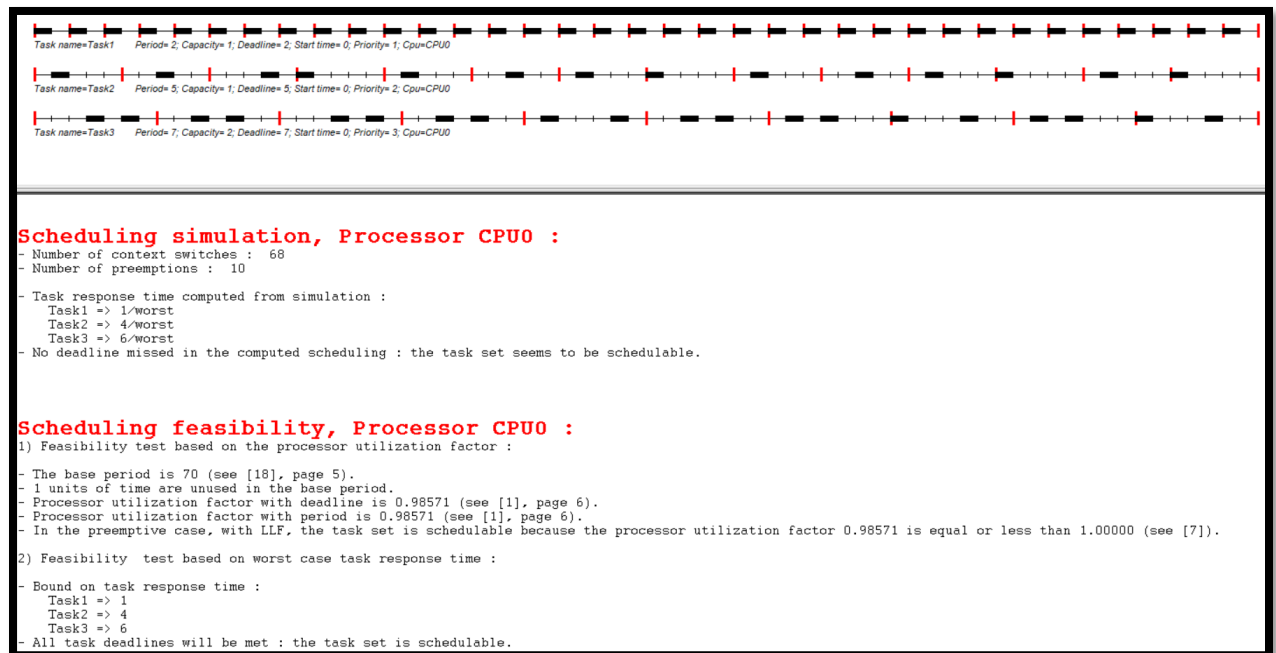 Task name=Task1 Period= 2; Capacity= 1; Deadline= 2; Start time= 0; Priority= 1; Cpu=CPU0
Task name=Task2 Period= 5; Capacity= 1; Deadline= 5; Start time= 0; Priority= 2; Cpu=CPU0
Task name=Task3 Period= 7; Capacity= 2; Deadline= 7; Start time= 0; Priority= 3; Cpu=CPU0
Scheduling simulation, Processor CPU0 :
- Number of context switches : 68
- Number of preemptions : 10
- Task response time computed from simulation :
Task1 => 1/worst
Task2 => 4/worst
Task3 => 6/worst
- No deadline missed in the computed scheduling : the task set seems to be schedulable.
Scheduling feasibility, Processor CPU0 :
1) Feasibility test based on the processor utilization factor :
- The base period is 70 (see [18], page 5).
- 1 units of time are unused in the base period.
- Processor utilization factor with deadline is 0.98571 (see [1], page 6).
- Processor utilization factor with period is 0.98571 (see [1], page 6).
- In the preemptive case, with LLF, the task set is schedulable because the processor utilization factor 0.98571 is equal or less than 1.00000 (see [7]).
2) Feasibility test based on worst case task response time :
- Bound on task response time :
Task1 => 1
Task2 => 4
Task3 => 6
- All task deadlines will be met : the task set is schedulable.